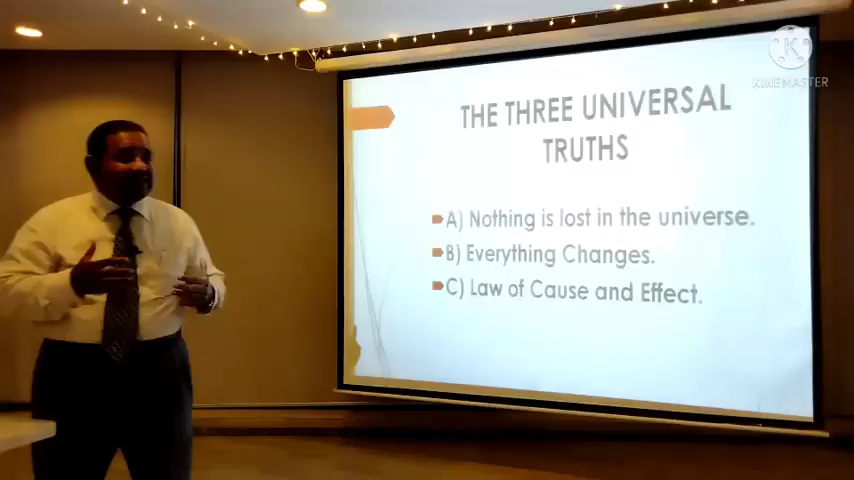 K
KINEMASTER
THE THREE UNIVERSAL
TRUTHS
A) Nothing is lost in the universe.
B) Everything Changes.
C) Law of Cause and Effect.